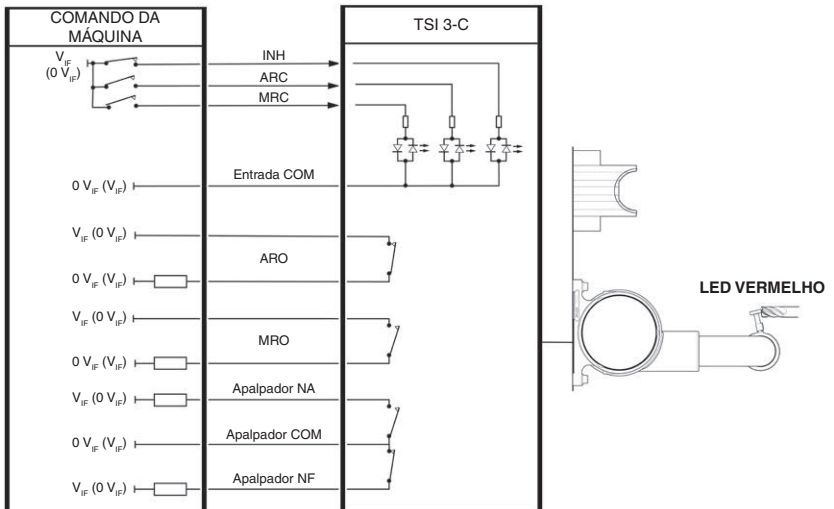 COMANDO DA
MÁQUINA
TSI 3-C
V_IF
(0 V_IF)
INH
ARC
MRC
0 V_IF (V_IF)
Entrada COM
V_IF (0 V_IF)
ARO
0 V_IF (V_IF)
V_IF (0 V_IF)
MRO
0 V_IF (V_IF)
V_IF (0 V_IF)
Apalpador NA
0 V_IF (V_IF)
Apalpador COM
V_IF (0 V_IF)
Apalpador NF
LED VERMELHO